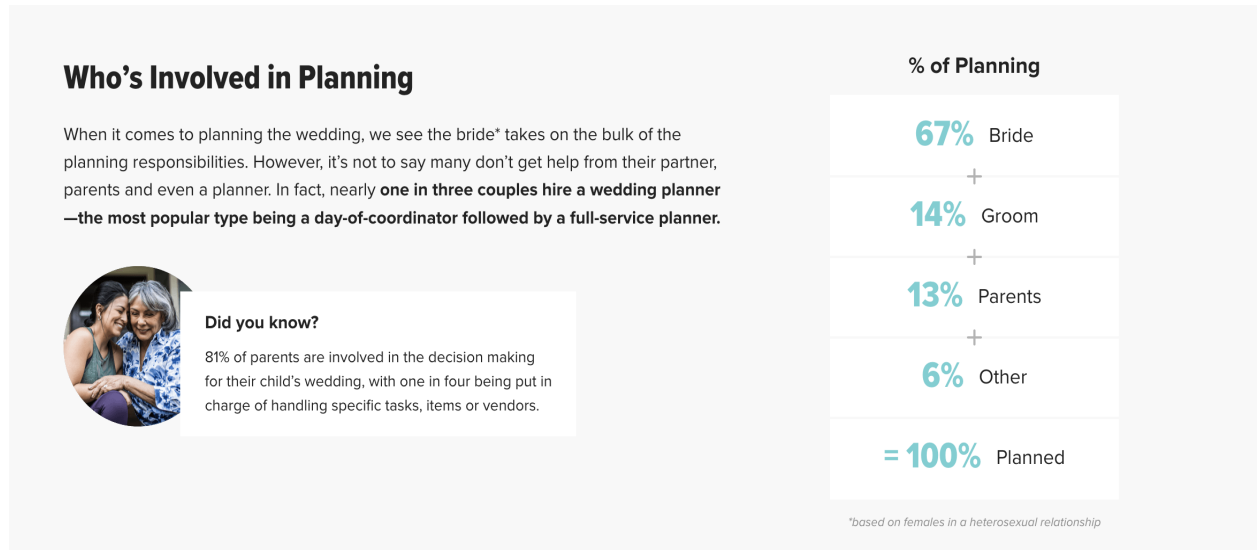 Who's Involved in Planning
When it comes to planning the wedding, we see the bride* takes on the bulk of the
planning responsibilities. However, it's not to say many don't get help from their partner,
parents and even a planner. In fact, nearly one in three couples hire a wedding planner
—the most popular type being a day-of-coordinator followed by a full-service planner.
Did you know?
81% of parents are involved in the decision making
for their child's wedding, with one in four being put in
charge of handling specific tasks, items or vendors.
% of Planning
67% Bride
+
14% Groom
+
13% Parents
+
6% Other
= 100% Planned
*based on females in a heterosexual relationship